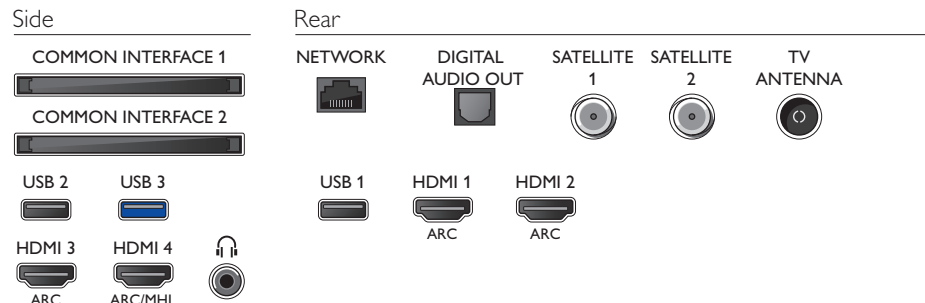 Side
COMMON INTERFACE 1
COMMON INTERFACE 2
USB 2 USB 3
HDMI 3 HDMI 4
ARC ARC/MHL
Rear
NETWORK DIGITAL SATELLITE SATELLITE TV
AUDIO OUT 1 2 ANTENNA
USB 1 HDMI 1 HDMI 2
ARC ARC